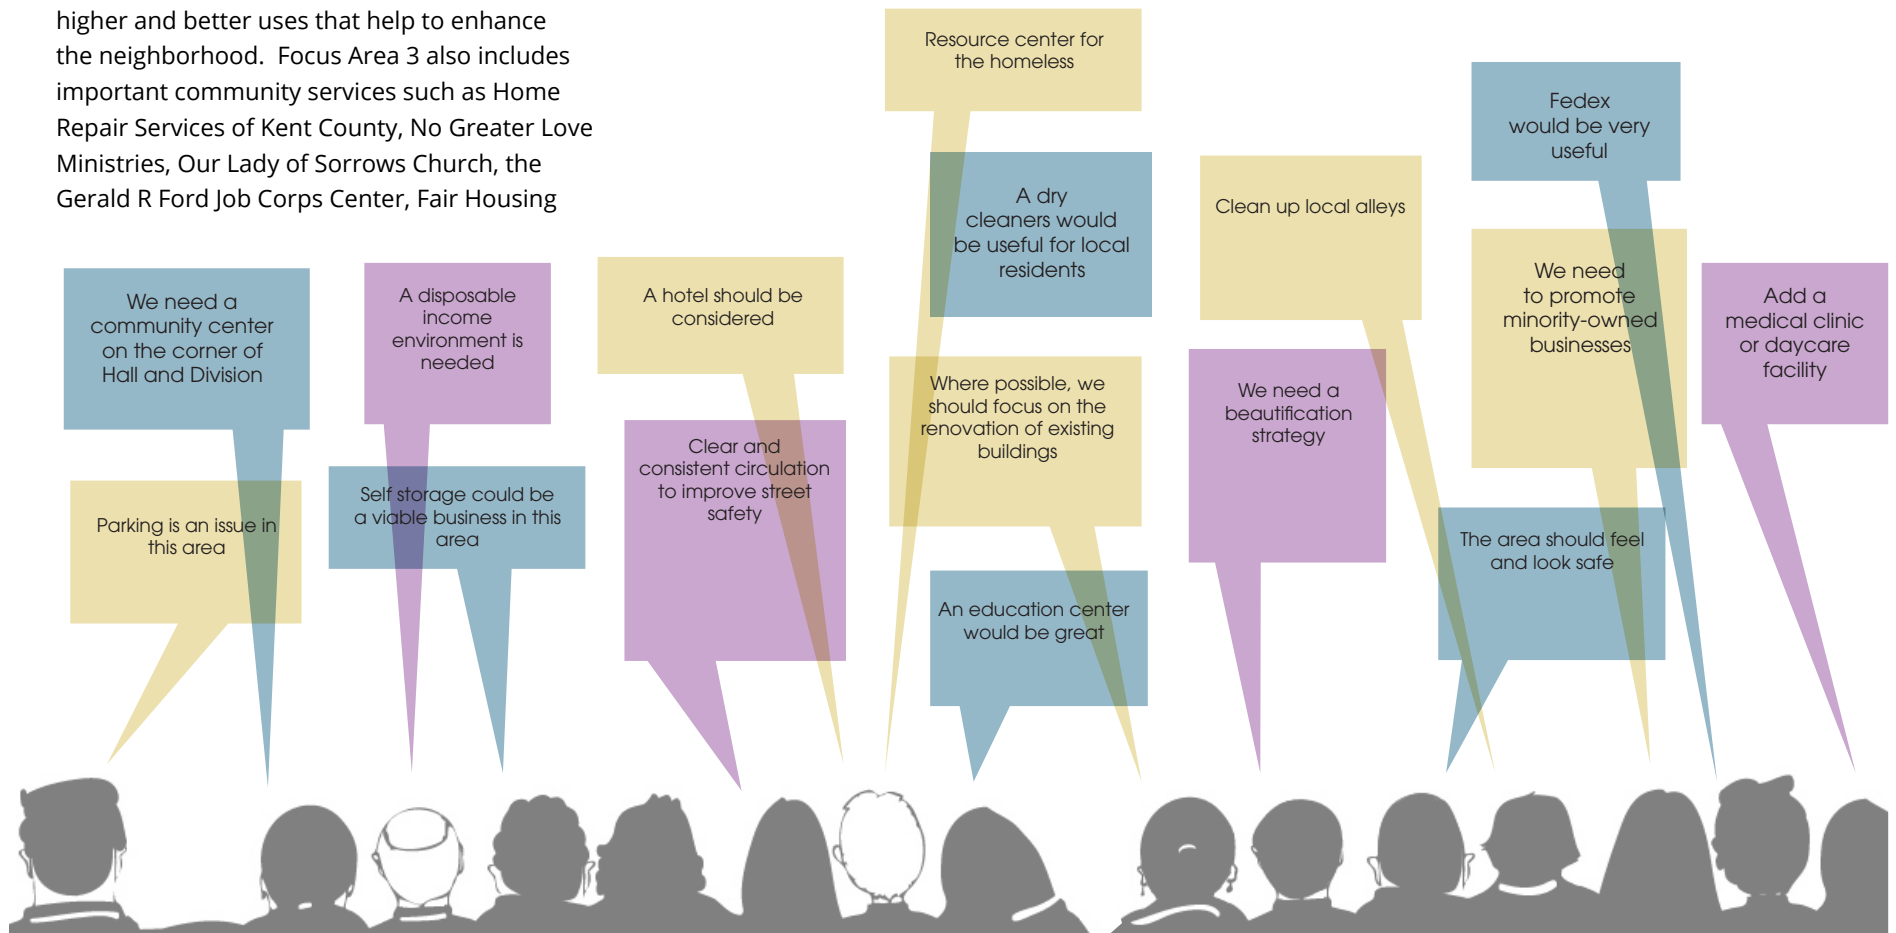 higher and better uses that help to enhance
the neighborhood.  Focus Area 3 also includes
important community services such as Home
Repair Services of Kent County, No Greater Love
Ministries, Our Lady of Sorrows Church, the
Gerald R Ford Job Corps Center, Fair Housing
We need a
community center
on the corner of
Hall and Division
Parking is an issue in
this area
A disposable
income
environment is
needed
Self storage could be
a viable business in this
area
A hotel should be
considered
Clear and
consistent circulation
to improve street
safety
Resource center for
the homeless
A dry
cleaners would
be useful for local
residents
Where possible, we
should focus on the
renovation of existing
buildings
An education center
would be great
Clean up local alleys
We need a
beautification
strategy
Fedex
would be very
useful
We need
to promote
minority-owned
businesses
The area should feel
and look safe
Add a
medical clinic
or daycare
facility